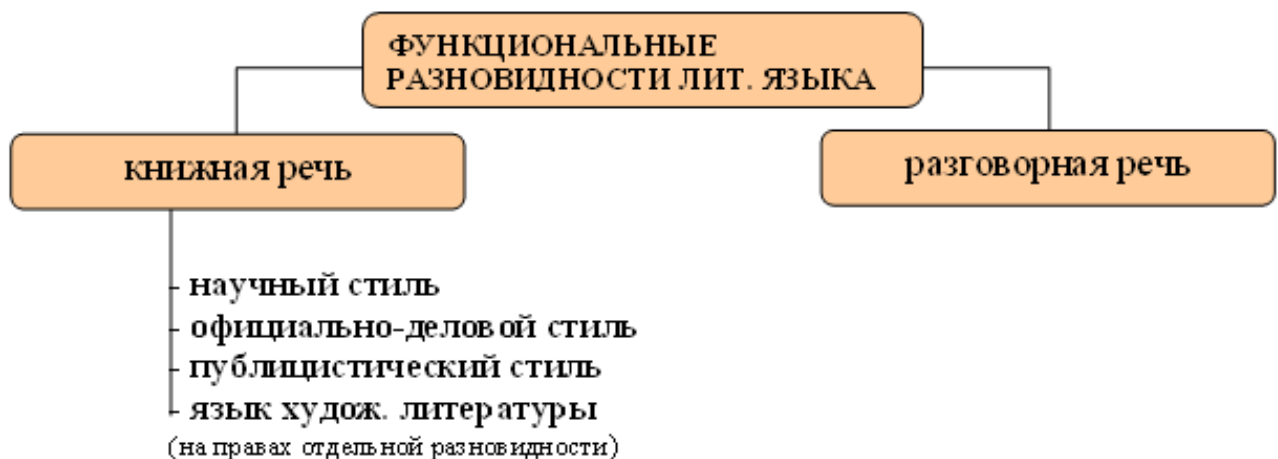 ФУНКЦИОНАЛЬНЫЕ
РАЗНОВИДНОСТИ ЛИТ. ЯЗЫКА
книжная речь
разговорная речь
- научный стиль
- официально-деловой стиль
- публицистический стиль
- язык худож. литературы
(на правах отдельной разновидности)